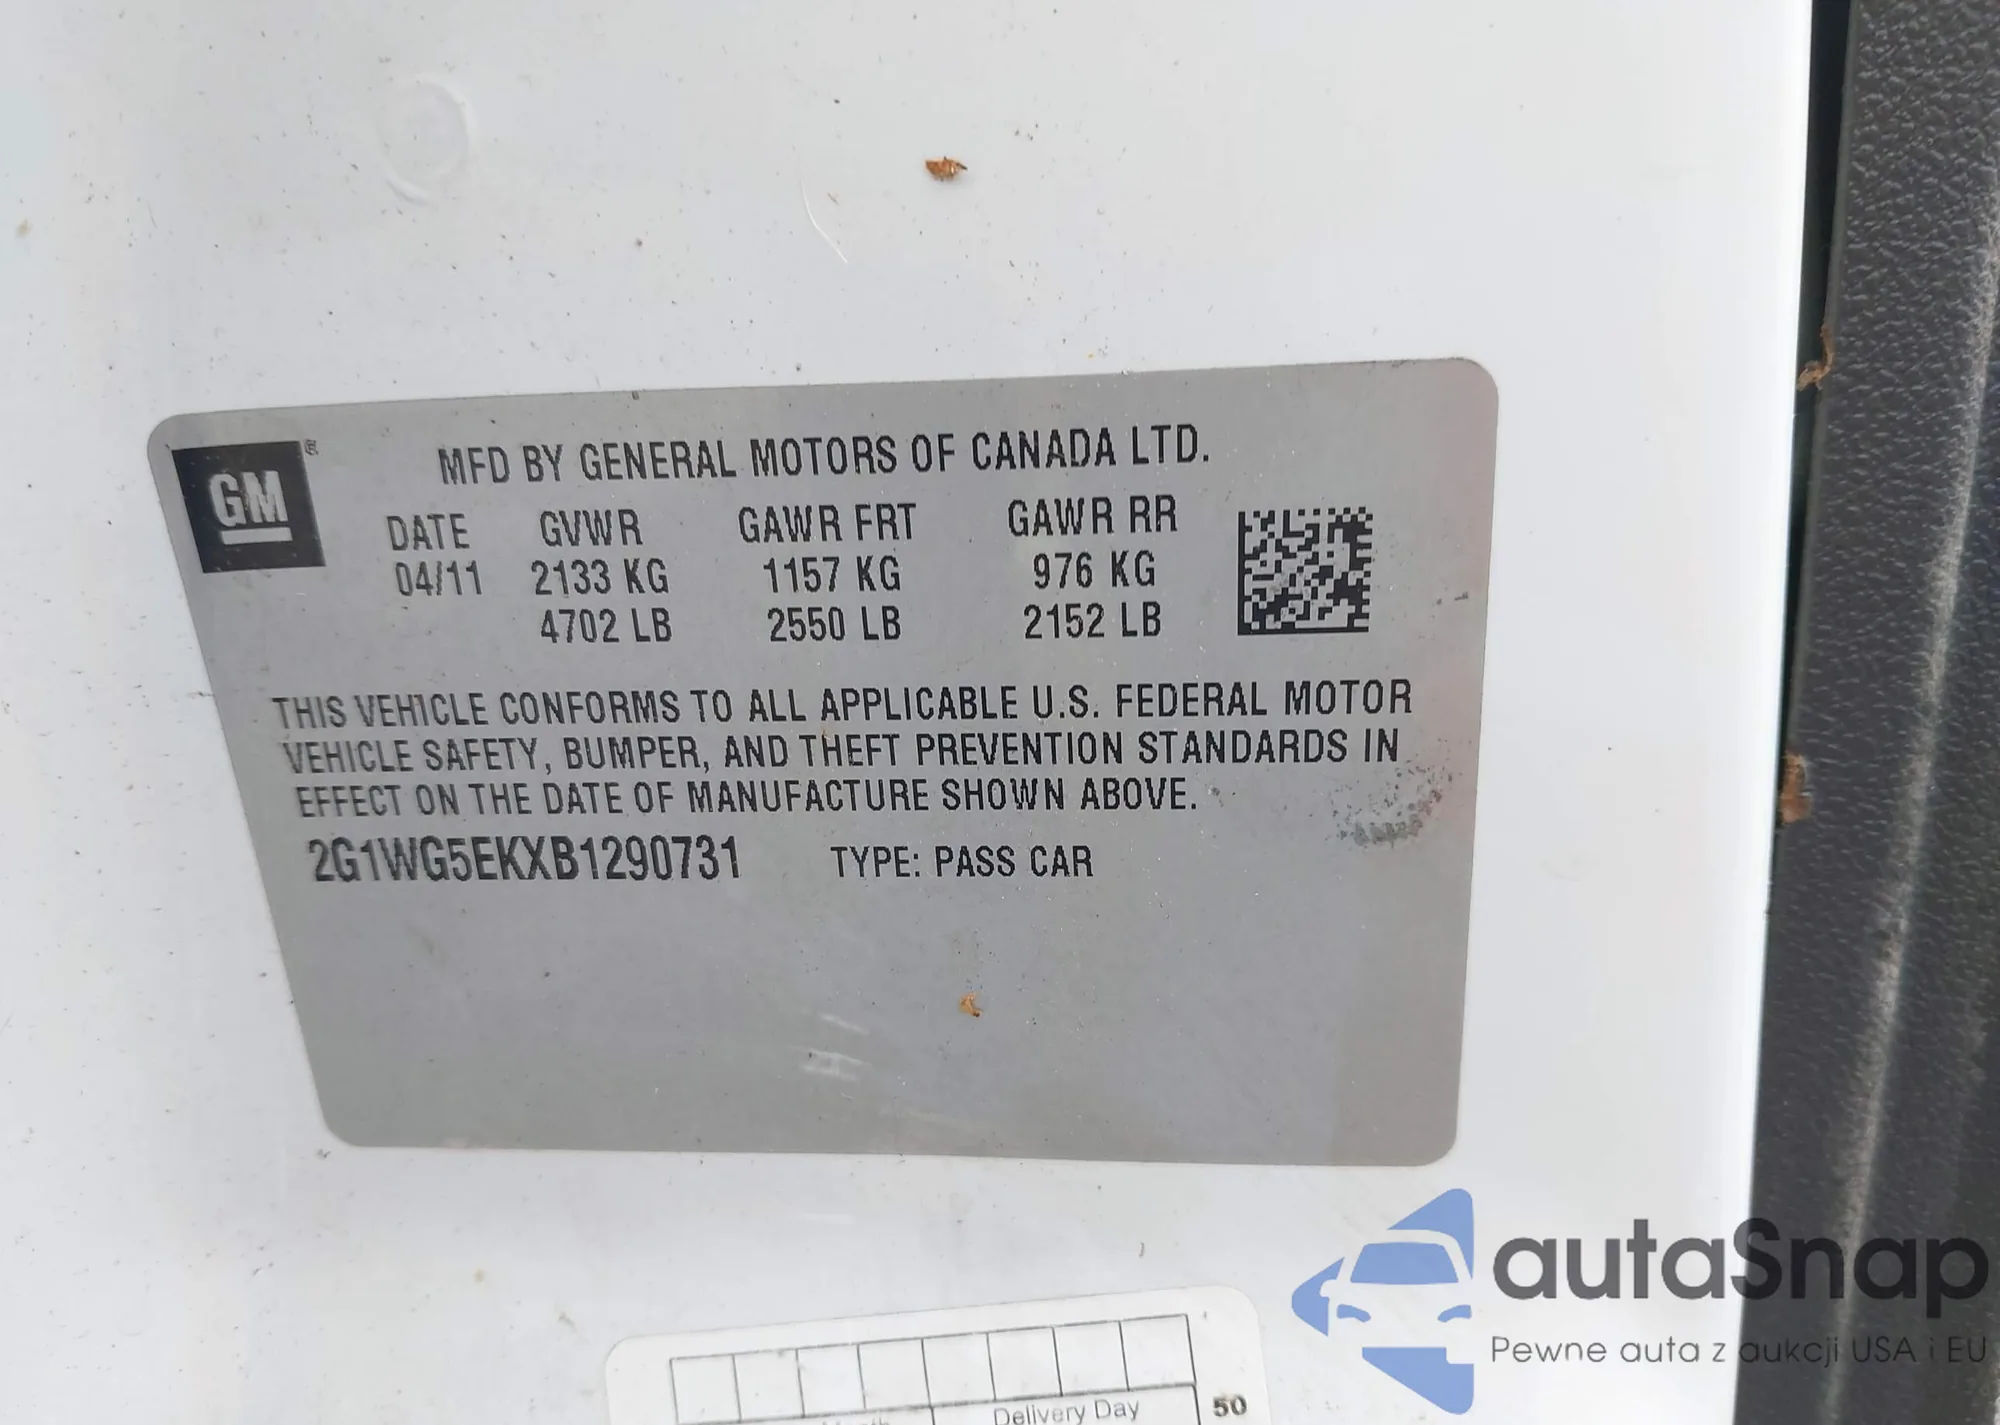 GM®
MFD BY GENERAL MOTORS OF CANADA LTD.
DATE GVWR GAWR FRT GAWR RR
04/11 2133 KG 1157 KG 976 KG
4702 LB 2550 LB 2152 LB
THIS VEHICLE CONFORMS TO ALL APPLICABLE U.S. FEDERAL MOTOR
VEHICLE SAFETY, BUMPER, AND THEFT PREVENTION STANDARDS IN
EFFECT ON THE DATE OF MANUFACTURE SHOWN ABOVE.
2G1WG5EKXB1290731 TYPE: PASS CAR
autaSnap
Pewne auta z aukcji USA i EU
Delivery Day 50